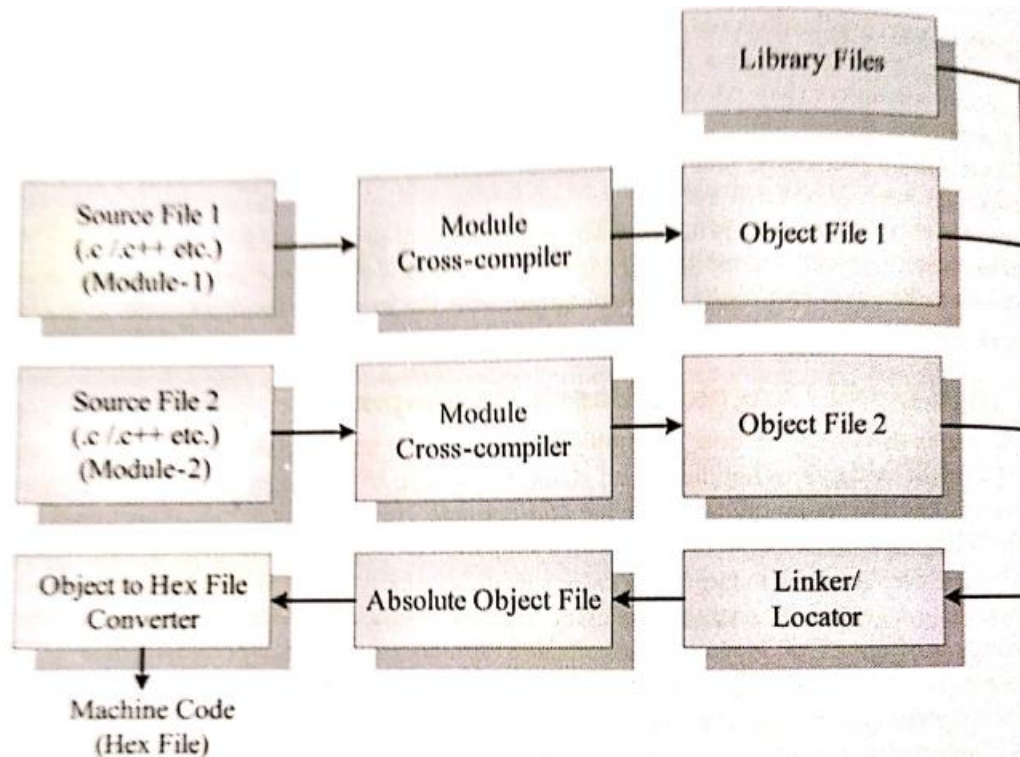 Library Files
Source File 1
(.c /.c++ etc.)
(Module-1)
Module
Cross-compiler
Object File 1
Source File 2
(.c /.c++ etc.)
(Module-2)
Module
Cross-compiler
Object File 2
Object to Hex File
Converter
Absolute Object File
Linker/
Locator
Machine Code
(Hex File)